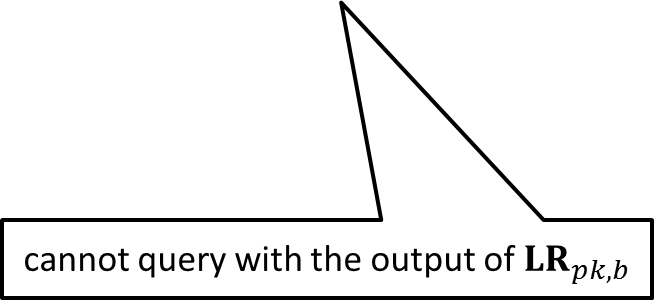 cannot query with the output of LR_{pk,b}